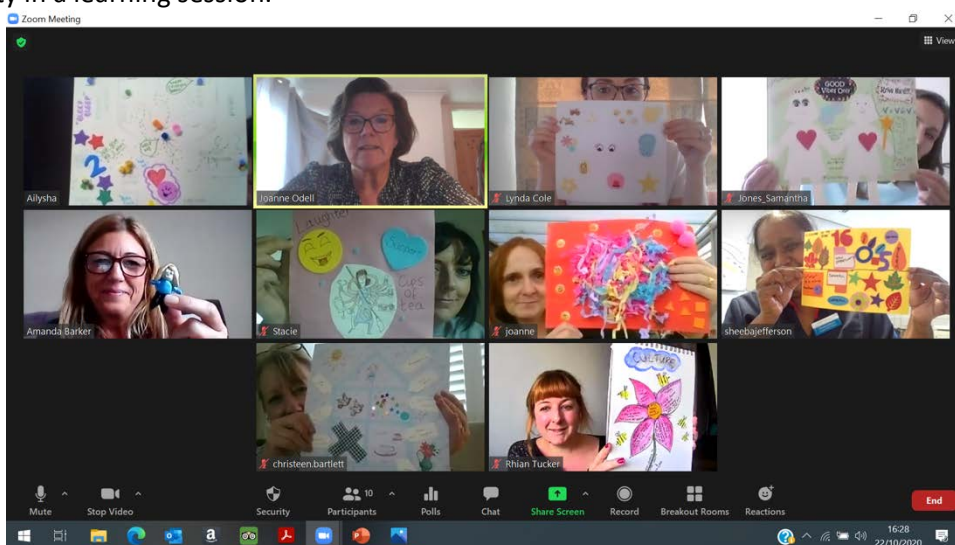 ty in a learning session.
Zoom Meeting
View
Ailysha
Joanne Odell
Lynda Cole
GOOD
VIBES ONLY
Jones_Samantha
Amanda Barker
Laughter
Support
Cups
of
tea
Stacie
joanne
16
sheebajefferson
christeen.bartlett
CULTURE
Rhian Tucker
Mute
Stop Video
Security
10
Participants
Polls
Chat
Share Screen
Record
Breakout Rooms
Reactions
End
16:28
22/10/2020